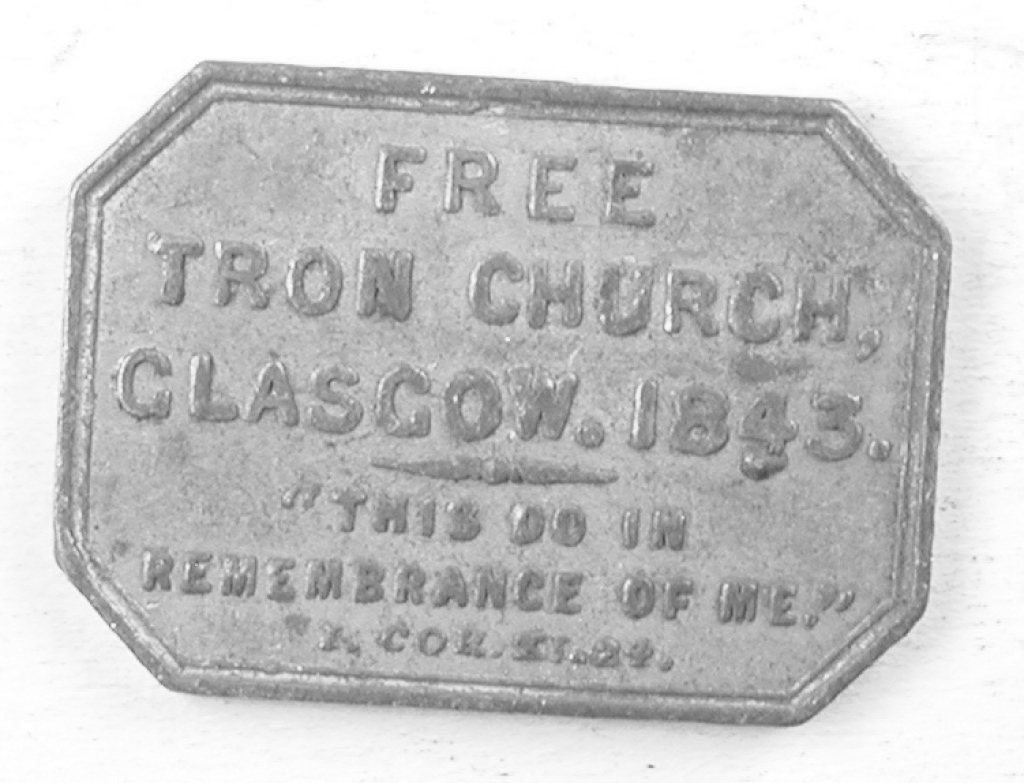 FREE
TRON CHURCH,
GLASGOW. 1843.
"THIS DO IN
REMEMBRANCE OF ME."
I. COR. XI. 24.